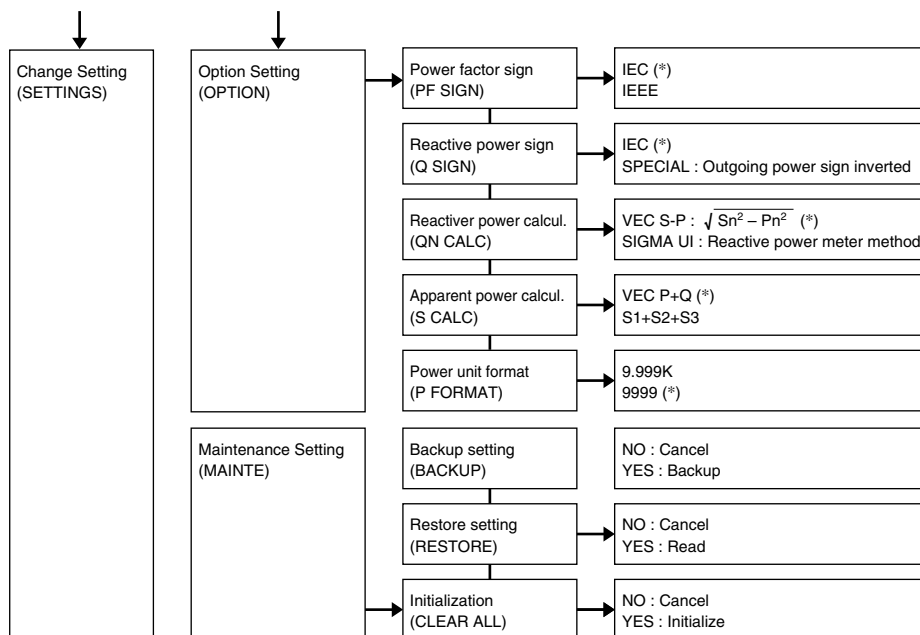 Change Setting
(SETTINGS)
Option Setting
(OPTION)
Power factor sign
(PF SIGN)
IEC (*)
IEEE
Reactive power sign
(Q SIGN)
IEC (*)
SPECIAL : Outgoing power sign inverted
Reactiver power calcul.
(QN CALC)
VEC S-P : √Sn² – Pn² (*)
SIGMA UI : Reactive power meter method
Apparent power calcul.
(S CALC)
VEC P+Q (*)
S1+S2+S3
Power unit format
(P FORMAT)
9.999K
9999 (*)
Maintenance Setting
(MAINTE)
Backup setting
(BACKUP)
NO : Cancel
YES : Backup
Restore setting
(RESTORE)
NO : Cancel
YES : Read
Initialization
(CLEAR ALL)
NO : Cancel
YES : Initialize